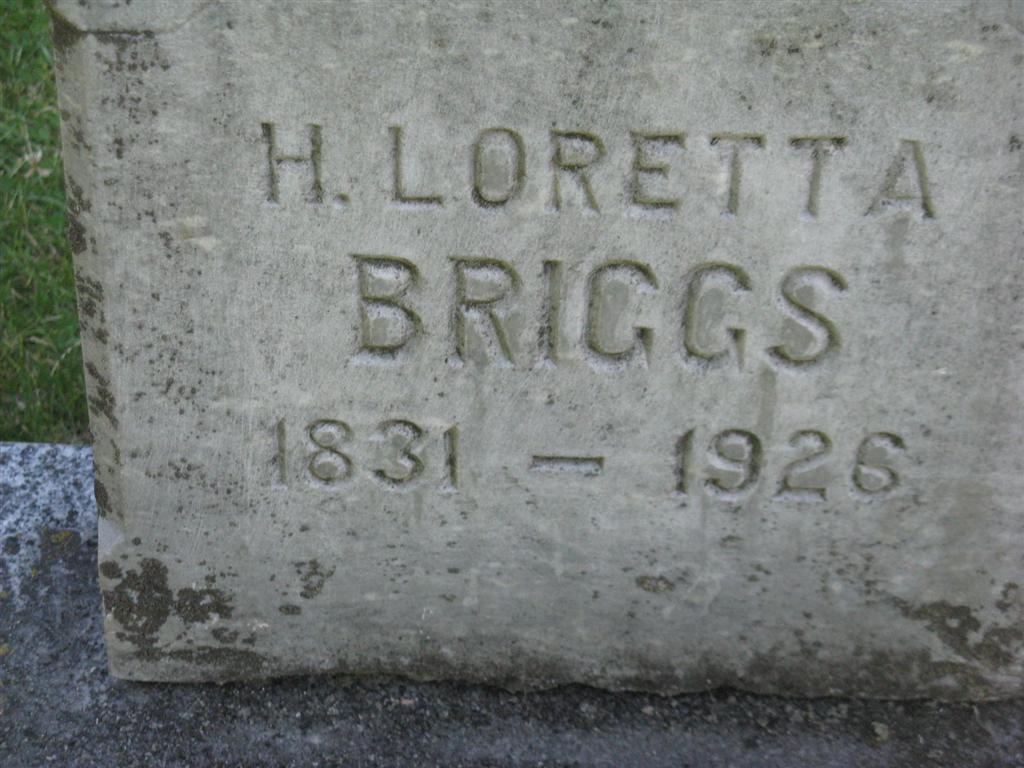 H. LORETTA
BRIGGS
1831 — 1926